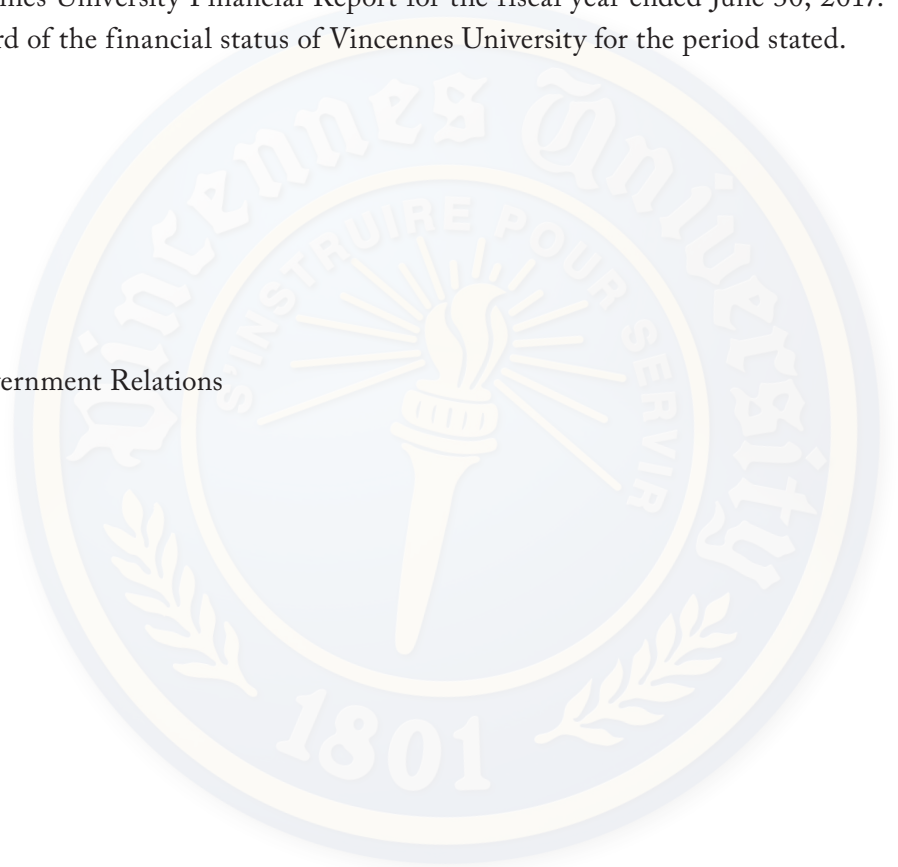 nnes University Financial Report for the fiscal year ended June 30, 2017.
rd of the financial status of Vincennes University for the period stated.
Vincennes University
S'INSTRUIRE POUR SERVIR
ernment Relations
1801